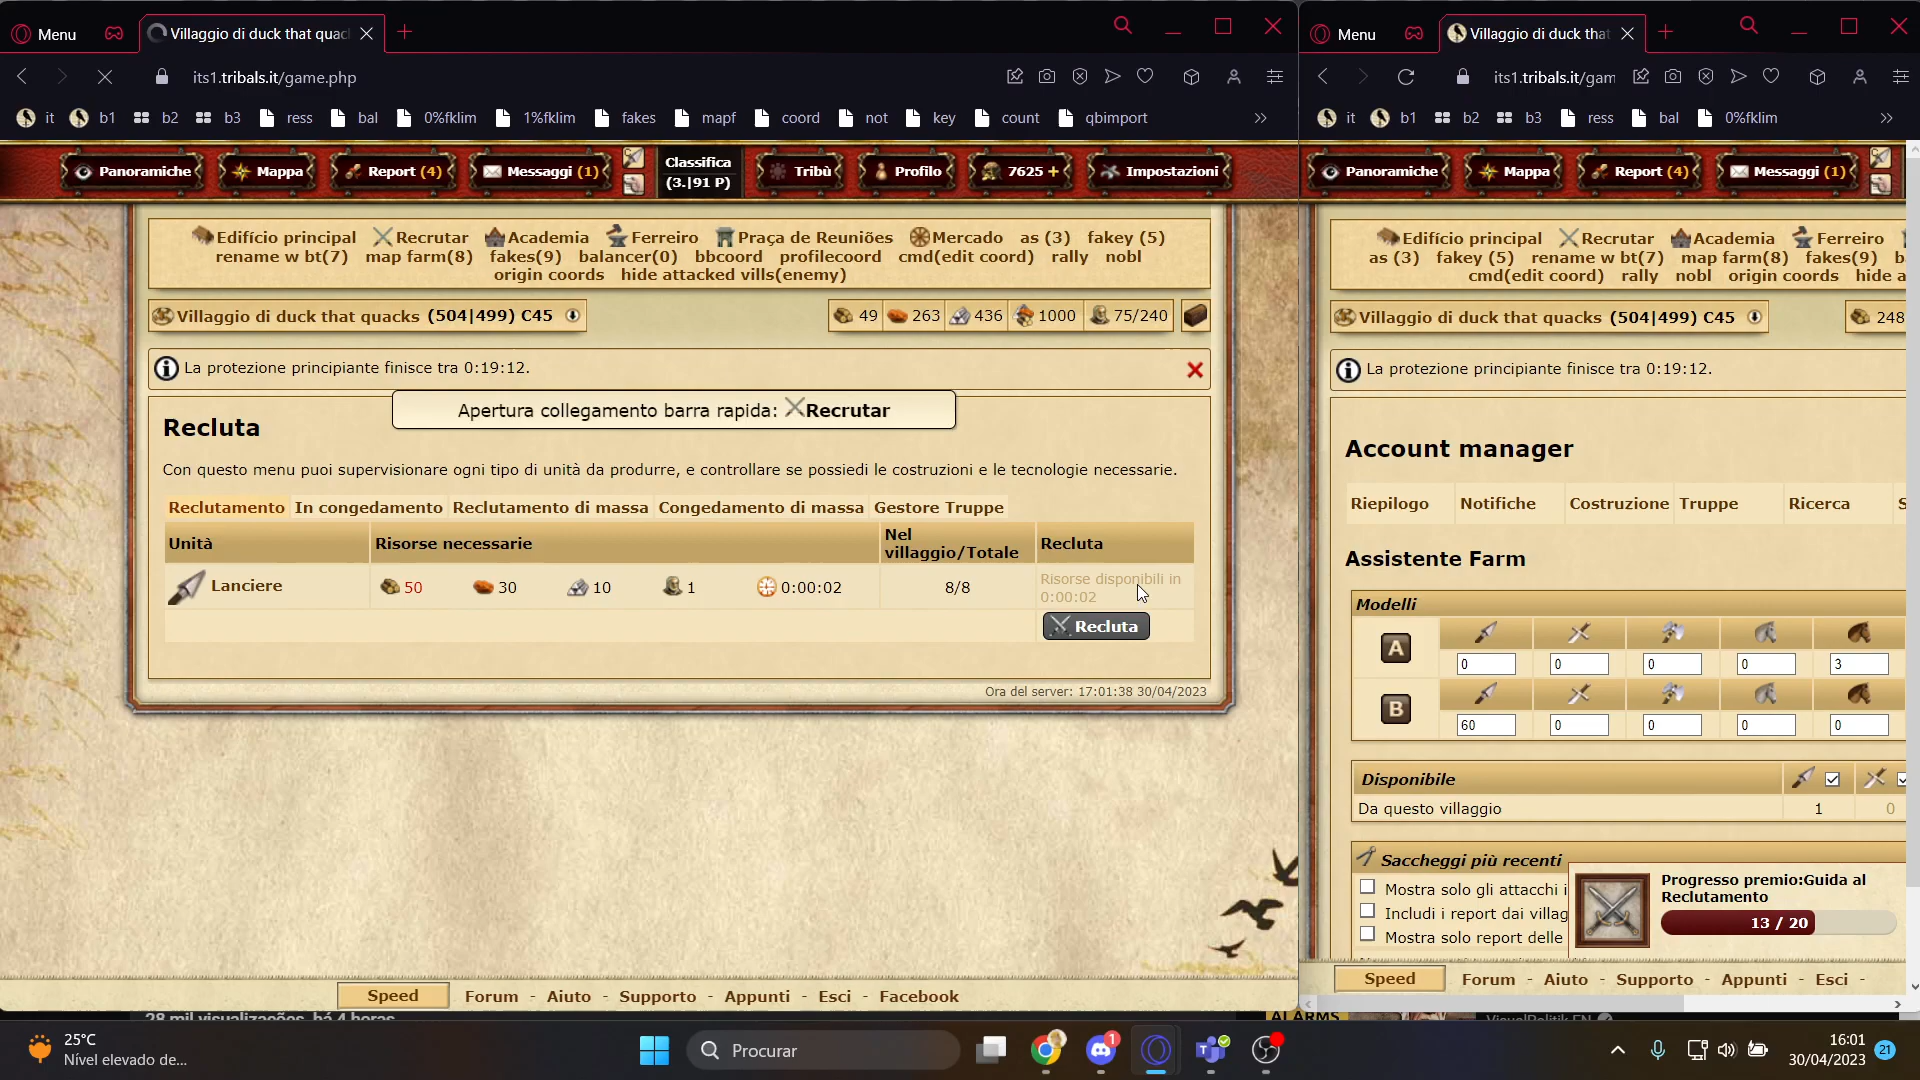 Menu
Villaggio di duck that quac
its1.tribals.it/game.php
it b1 b2 b3 ress bal 0%fklim 1%fklim fakes mapf coord not key count qbimport »
Panoramiche Mappa Report (4) Messaggi (1) Classifica (3.|91 P) Tribù Profilo 7625 + Impostazioni
Edifício principal Recrutar Academia Ferreiro Praça de Reuniões Mercado as (3) fakey (5)
rename w bt(7) map farm(8) fakes(9) balancer(0) bbcoord profilecoord cmd(edit coord) rally nobl
origin coords hide attacked vills(enemy)
Villaggio di duck that quacks (504|499) C45
49 263 436 1000 75/240
La protezione principiante finisce tra 0:19:12.
Apertura collegamento barra rapida: Recrutar
Recluta
Con questo menu puoi supervisionare ogni tipo di unità da produrre, e controllare se possiedi le costruzioni e le tecnologie necessarie.
Reclutamento In congedamento Reclutamento di massa Congedamento di massa Gestore Truppe
Unità Risorse necessarie Nel villaggio/Totale Recluta
Lanciere 50 30 10 1 0:00:02 8/8 Risorse disponibili in 0:00:02
Recluta
Ora del server: 17:01:38 30/04/2023
Speed Forum - Aiuto - Supporto - Appunti - Esci - Facebook
Menu
Villaggio di duck that
its1.tribals.it/gam
it b1 b2 b3 ress bal 0%fklim »
Panoramiche Mappa Report (4) Messaggi (1)
Edifício principal Recrutar Academia Ferreiro
as (3) fakey (5) rename w bt(7) map farm(8) fakes(9) b
cmd(edit coord) rally nobl origin coords hide a
Villaggio di duck that quacks (504|499) C45
248
La protezione principiante finisce tra 0:19:12.
Account manager
Riepilogo Notifiche Costruzione Truppe Ricerca S
Assistente Farm
Modelli
A
0 0 0 0 3
B
60 0 0 0 0
Disponibile
Da questo villaggio 1 0
Saccheggi più recenti
Mostra solo gli attacchi i
Includi i report dai villag
Mostra solo report delle
Progresso premio:Guida al
Reclutamento
13 / 20
Speed Forum - Aiuto - Supporto - Appunti - Esci -
28 mil visualizações há 4 horas
ALARMS
VisualPolitik EN
25°C
Nível elevado de...
Procurar
1
16:01
30/04/2023
21